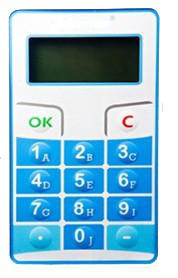 OK C
1A 2B 3C
4D 5E 6F
7G 8H 9I
• 0J -